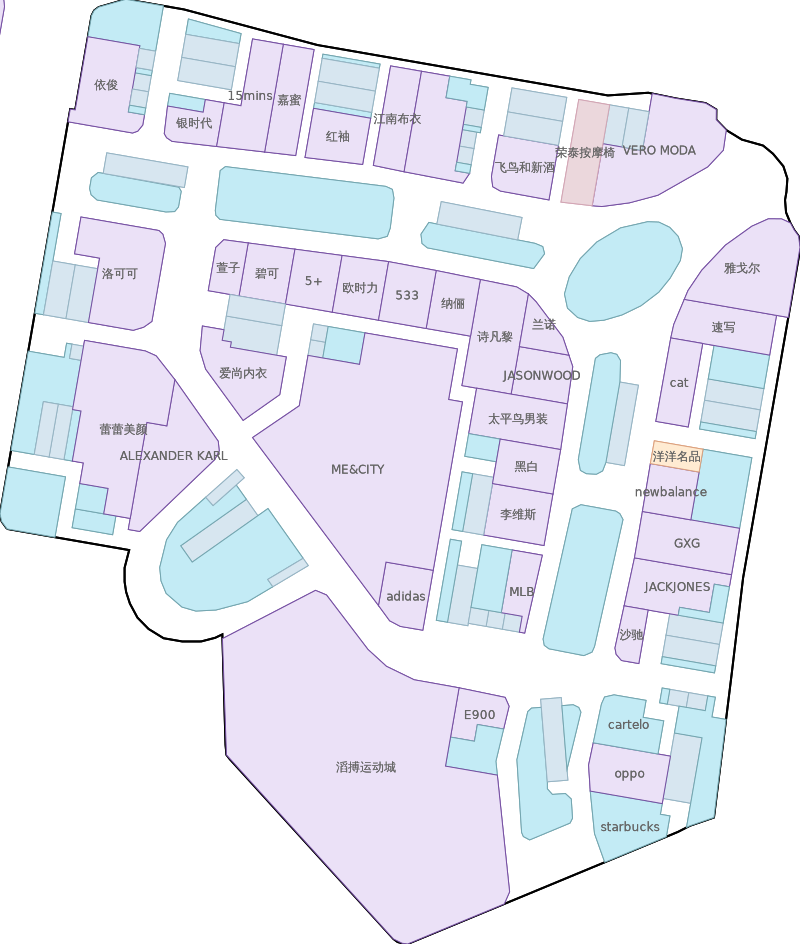 依俊
15mins
嘉蜜
银时代
红袖
江南布衣
飞鸟和新酒
荣泰按摩椅
VERO MODA
洛可可
萱子
碧可
5+
欧时力
533
纳俪
诗凡黎
兰诺
雅戈尔
速写
爱尚内衣
JASONWOOD
cat
太平鸟男装
蕾蕾美颜
ALEXANDER KARL
ME&CITY
黑白
洋洋名品
newbalance
李维斯
GXG
adidas
MLB
JACKJONES
沙驰
E900
cartelo
滔搏运动城
oppo
starbucks